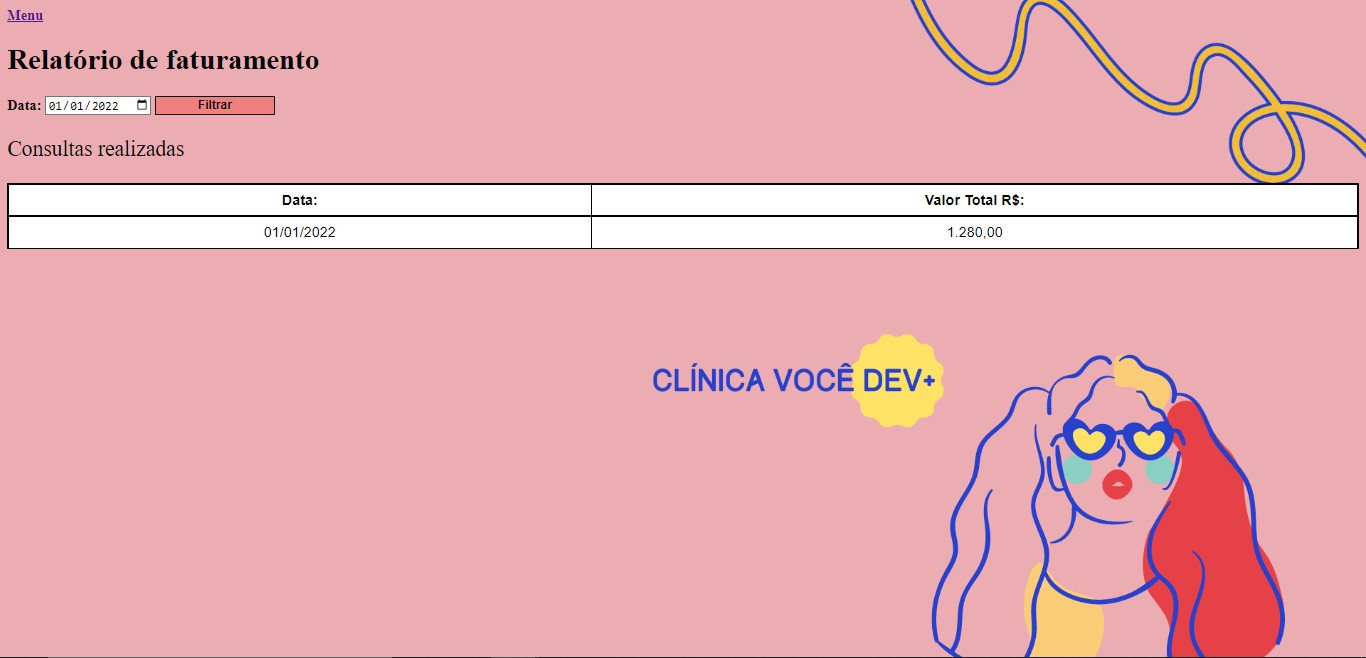 Menu
Relatório de faturamento
Data: 01/01/2022 Filtrar
Consultas realizadas
Data: Valor Total R$:
01/01/2022 1.280,00
CLÍNICA VOCÊ DEV+